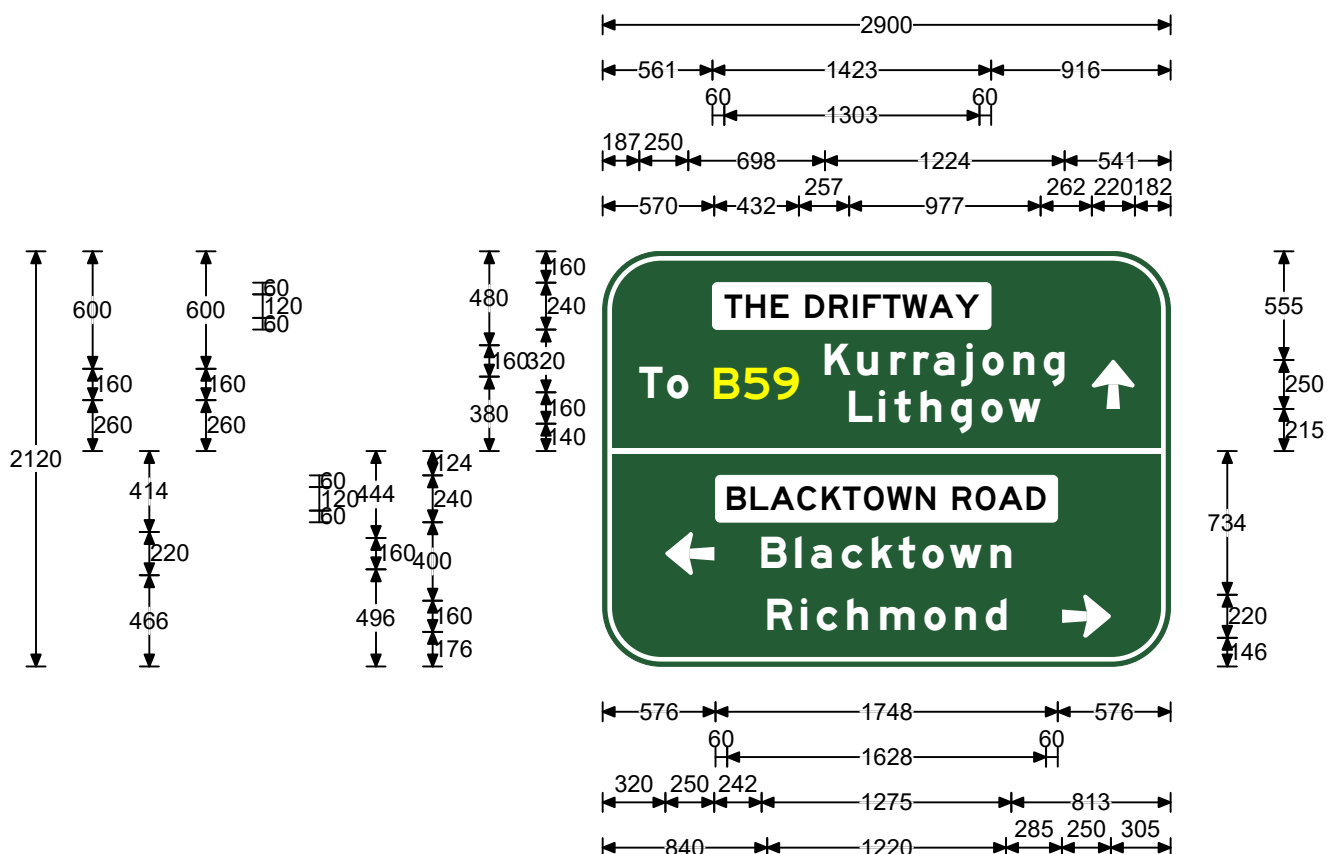 2900
561 1423 916
60 60
1303
187 250
698 1224 541
257 262 220 182
570 432 977
160
60
480 555
600 600 120 240
60
THE DRIFTWAY
160 320
Kurrajong
To B59
160 160 250
Lithgow
160
260 260 380
140 215
2120
124
60
414 120 444 240
60
BLACKTOWN ROAD
734
220 160 400
Blacktown
466 496 160
Richmond
220
176 146
576 1748 576
60 60
1628
320 250 242
1275 813
285 250 305
840 1220